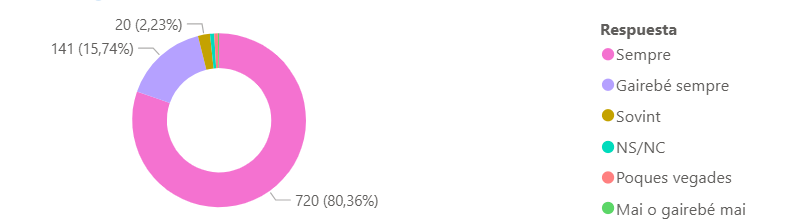 20 (2,23%)
141 (15,74%)
720 (80,36%)
Respuesta
Sempre
Gairebé sempre
Sovint
NS/NC
Poques vegades
Mai o gairebé mai